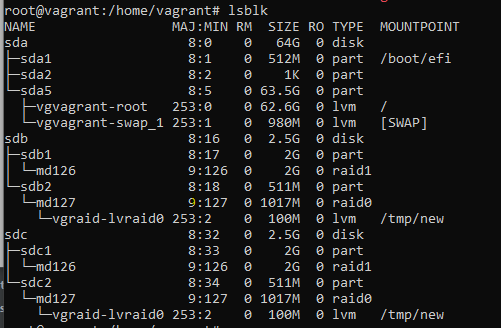 root@vagrant:/home/vagrant# lsblk
NAME                 MAJ:MIN RM  SIZE RO TYPE  MOUNTPOINT
sda                    8:0    0   64G  0 disk
├─sda1                 8:1    0  512M  0 part  /boot/efi
├─sda2                 8:2    0    1K  0 part
└─sda5                 8:5    0 63.5G  0 part
  ├─vgvagrant-root   253:0    0 62.6G  0 lvm   /
  └─vgvagrant-swap_1 253:1    0  980M  0 lvm   [SWAP]
sdb                    8:16   0  2.5G  0 disk
├─sdb1                 8:17   0    2G  0 part
│ └─md126              9:126  0    2G  0 raid1
└─sdb2                 8:18   0  511M  0 part
  └─md127              9:127  0 1017M  0 raid0
    └─vgraid-lvraid0 253:2    0  100M  0 lvm   /tmp/new
sdc                    8:32   0  2.5G  0 disk
├─sdc1                 8:33   0    2G  0 part
│ └─md126              9:126  0    2G  0 raid1
└─sdc2                 8:34   0  511M  0 part
  └─md127              9:127  0 1017M  0 raid0
    └─vgraid-lvraid0 253:2    0  100M  0 lvm   /tmp/new